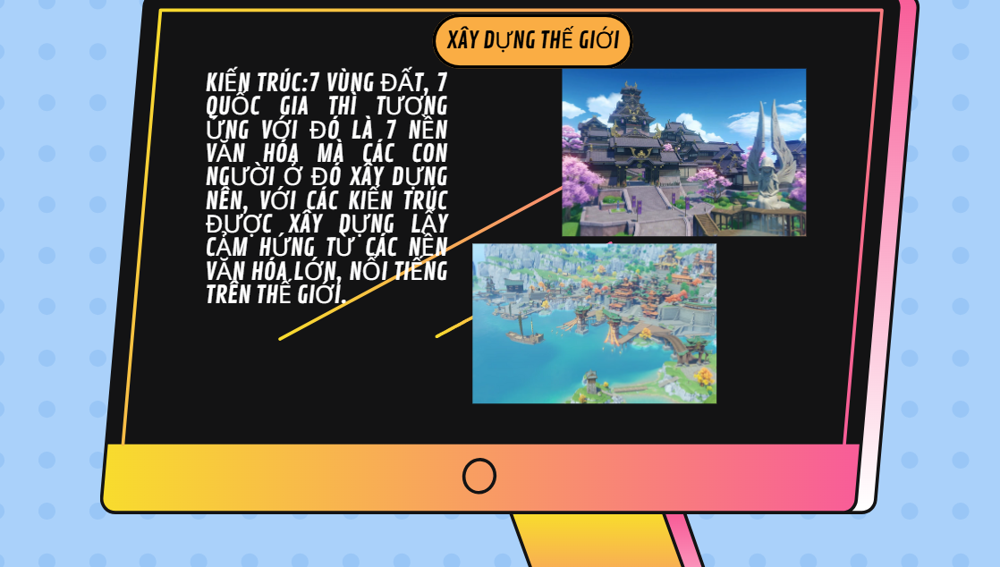 XÂY DỰNG THẾ GIỚI
KIẾN TRÚC:7 VÙNG ĐẤT, 7
QUỐC GIA THÌ TƯƠNG
ỨNG VỚI ĐÓ LÀ 7 NỀN
VĂN HÓA MÀ CÁC CON
NGƯỜI Ở ĐÓ XÂY DỰNG
NÊN, VỚI CÁC KIẾN TRÚC
ĐƯỢC XÂY DỰNG LẤY
CẢM HỨNG TỪ CÁC NỀN
VĂN HÓA LỚN, NỔI TIẾNG
TRÊN THẾ GIỚI.